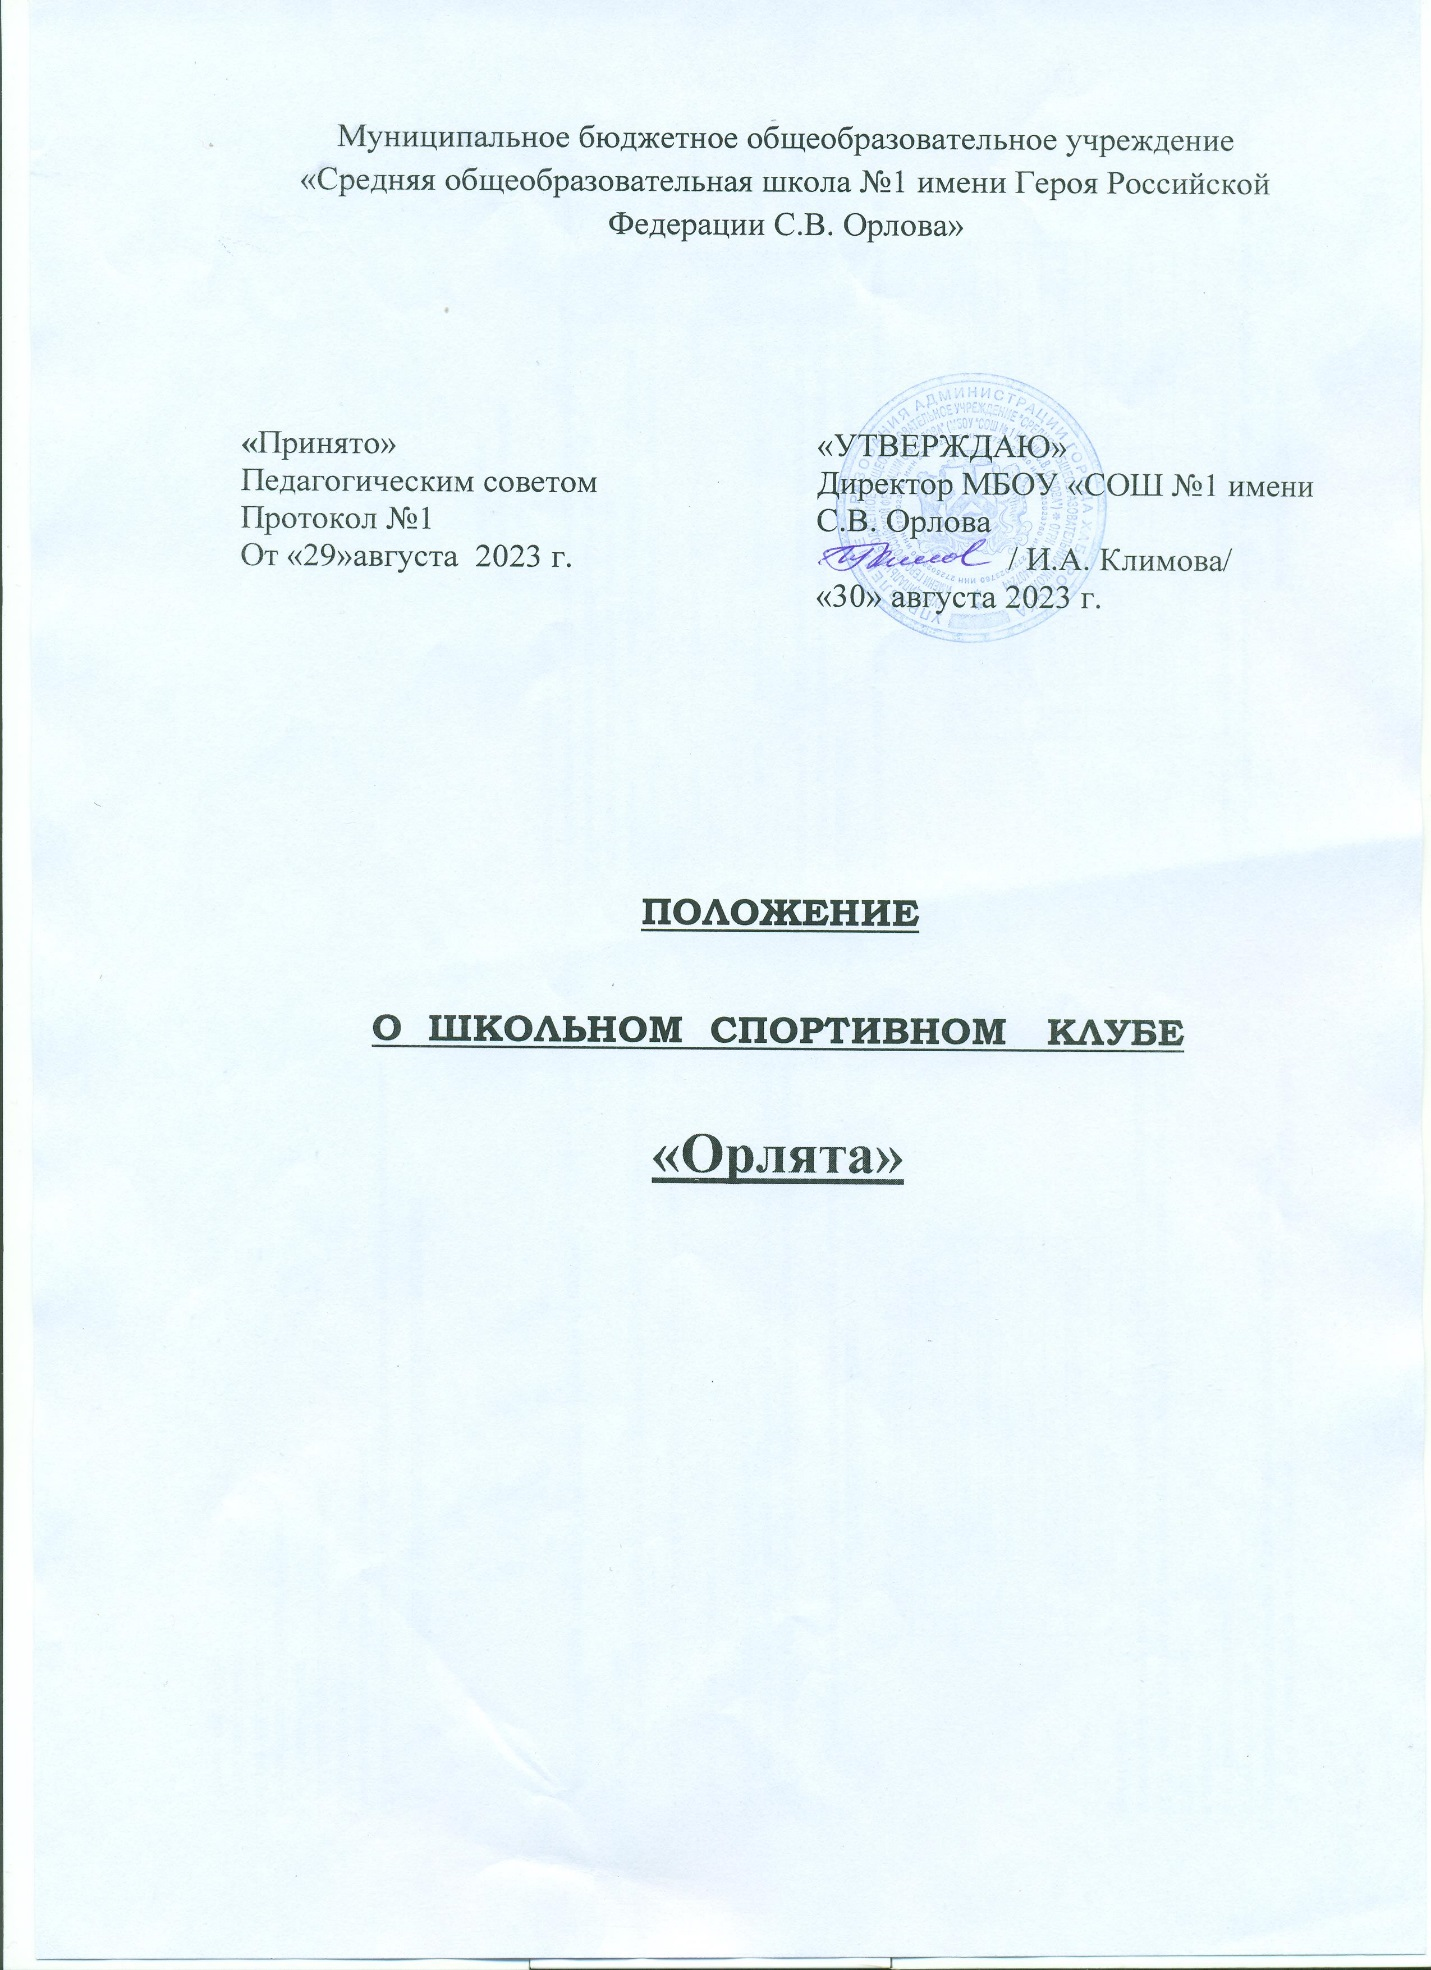 Муниципальное бюджетное общеобразовательное учреждение
«Средняя общеобразовательная школа №1 имени Героя Российской
Федерации С.В. Орлова»
«Принято»
Педагогическим советом
Протокол №1
От «29»августа 2023 г.
«УТВЕРЖДАЮ»
Директор МБОУ «СОШ №1 имени
С.В. Орлова
/ И.А. Климова/
«30» августа 2023 г.
ПОЛОЖЕНИЕ
О ШКОЛЬНОМ СПОРТИВНОМ КЛУБЕ
«Орлята»